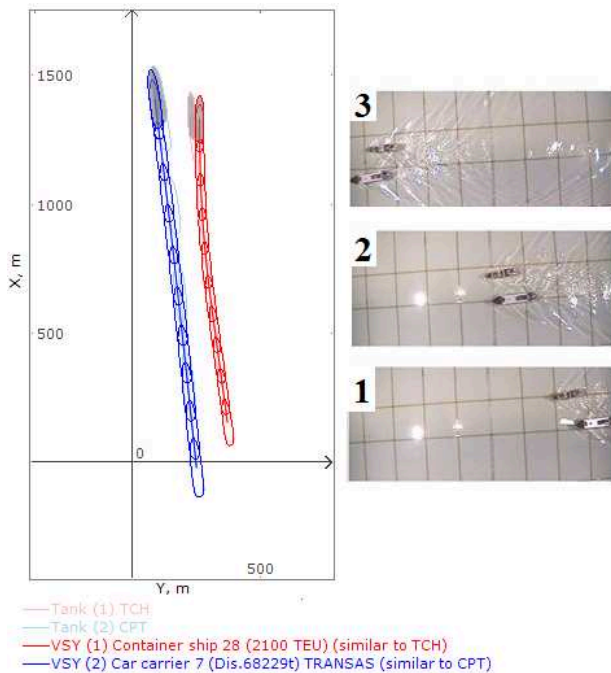 1500
1000
500
0
500
X, m
Y, m
3
2
1
Tank (1) TCH
Tank (2) CPT
VSY (1) Container ship 28 (2100 TEU) (similar to TCH)
VSY (2) Car carrier 7 (Dis.68229t) TRANSAS (similar to CPT)